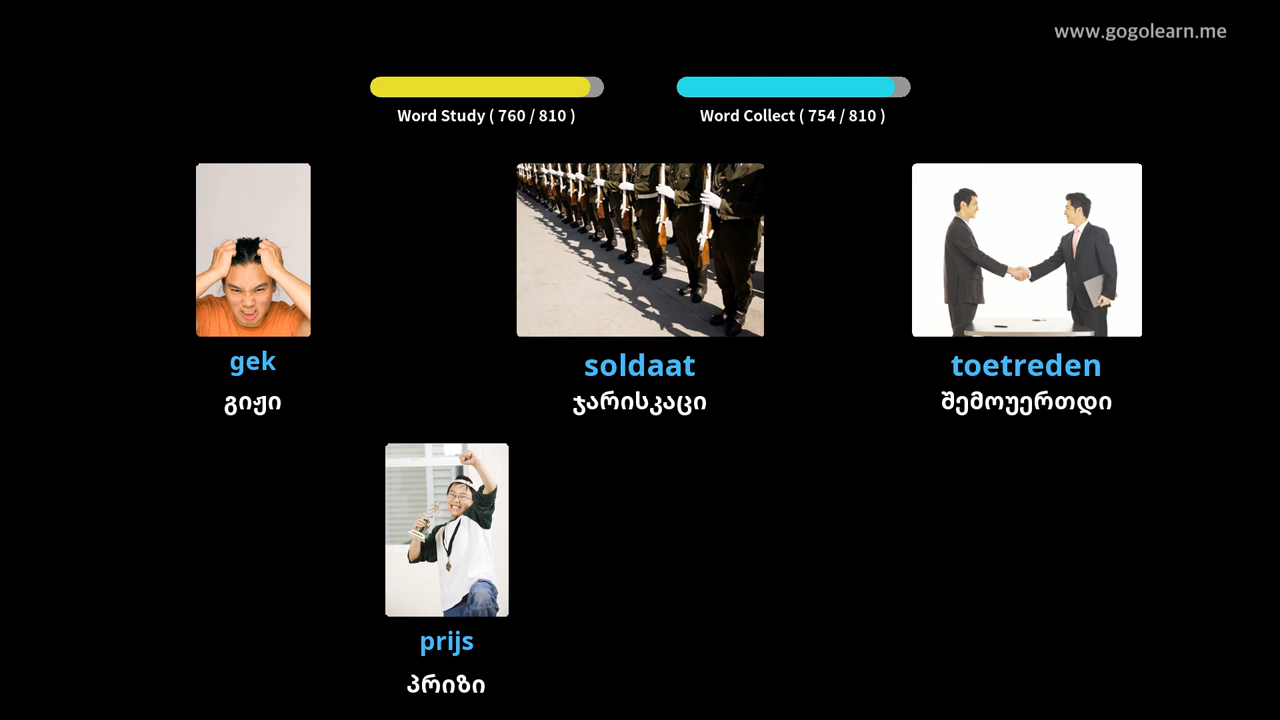 www.gogolearn.me
Word Study ( 760 / 810 )
Word Collect ( 754 / 810 )
gek
გიჟი
soldaat
ჯარისკაცი
toetreden
შემოუერთდი
prijs
პრიზი